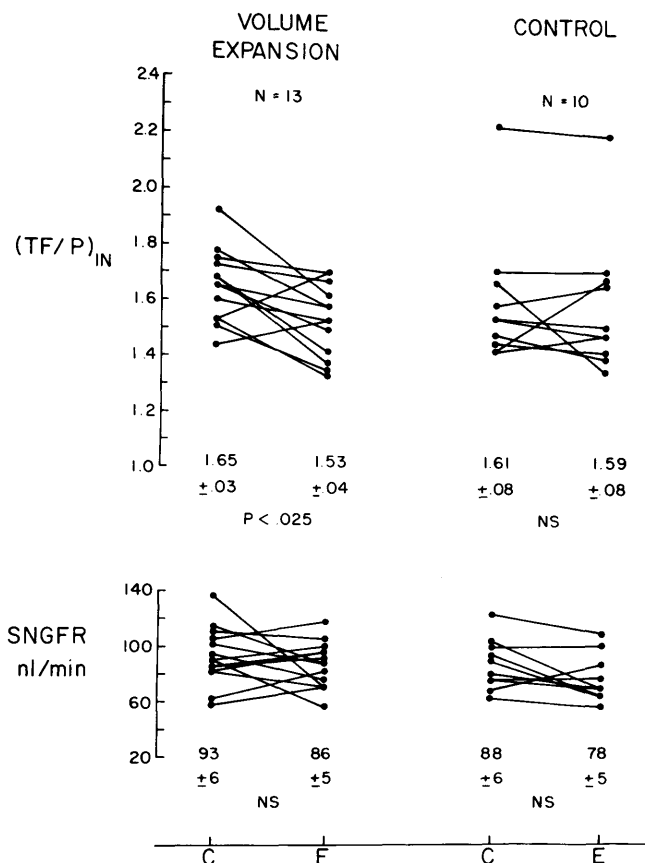 VOLUME EXPANSION
CONTROL
N = 13
N = 10
(TF/P)IN
2.4
2.2
2.0
1.8
1.6
1.4
1.2
1.0
1.65
±.03
1.53
±.04
P < .025
1.61
±.08
1.59
±.08
NS
SNGFR
nl/min
140
100
60
20
93
±6
86
±5
NS
88
±6
78
±5
NS
C
E
C
E